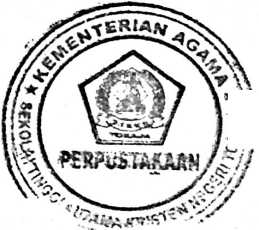 KEMENTERIAN AGAMA
PERPUSTAKAAN
SEKOLAH TINGGI AGAMA KRISTEN NEGERI